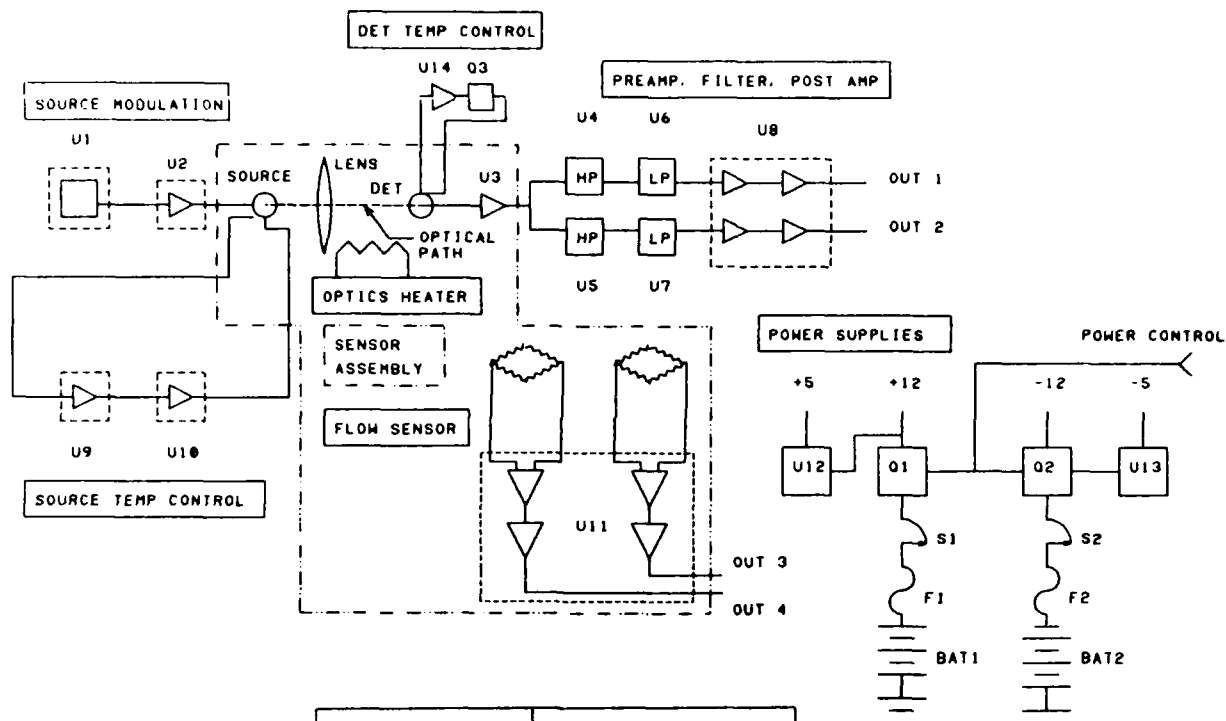 DET TEMP CONTROL
U14 Q3
SOURCE MODULATION
PREAMP, FILTER, POST AMP
U1
U2
U4 U6 U8
SOURCE
LENS
DET
U3
HP LP
OUT 1
HP LP
OUT 2
OPTICAL
PATH
U5 U7
OPTICS HEATER
SENSOR
ASSEMBLY
FLOW SENSOR
U9 U10
SOURCE TEMP CONTROL
U11
OUT 3
OUT 4
POWER SUPPLIES
POWER CONTROL
+5 +12 -12 -5
U12 Q1 Q2 U13
S1 S2
F1 F2
BAT1 BAT2